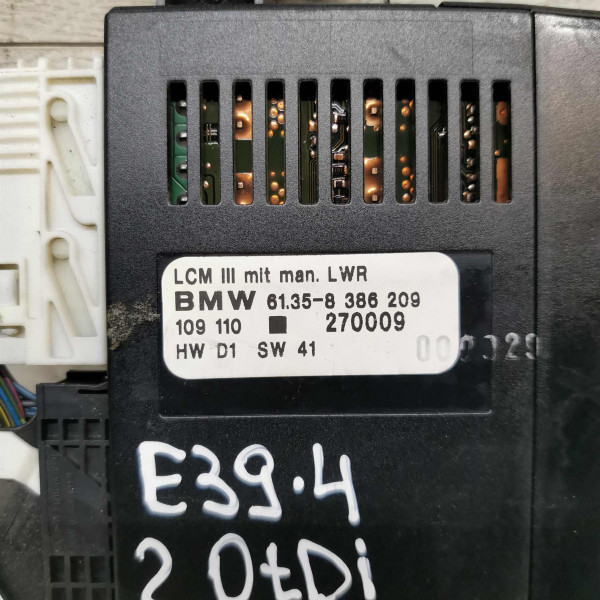 LCM III mit man. LWR
BMW 61.35-8 386 209
109 110 ■ 270009
HW D1 SW 41
E39.4
2 0tDi